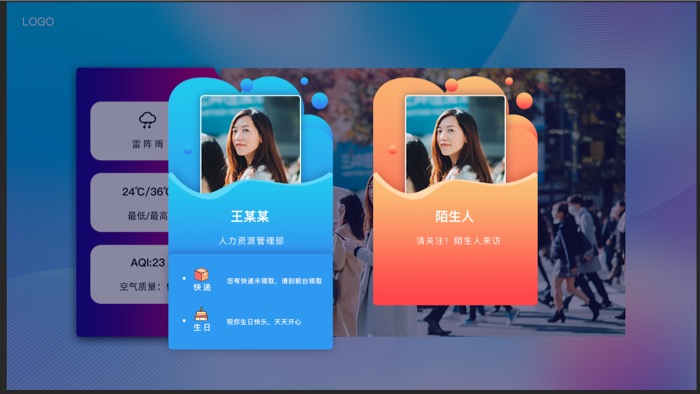 LOGO
雷阵雨
24℃/36℃
最低/最高
AQI:23
空气质量：
王某某
人力资源管理部
快递
您有快递未领取，请到前台领取
生日
祝你生日快乐，天天开心
陌生人
请关注！陌生人来访